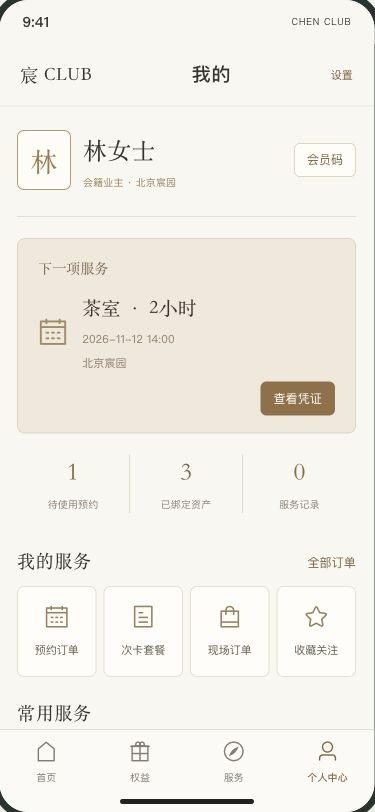 9:41 CHEN CLUB
宸 CLUB 我的 设置
林 林女士 会员码
会籍业主 · 北京宸园
下一项服务
茶室 · 2小时
2026-11-12 14:00
北京宸园
查看凭证
1 3 0
待使用预约 已绑定资产 服务记录
我的服务 全部订单
预约订单 次卡套餐 现场订单 收藏关注
常用服务
首页 权益 服务 个人中心